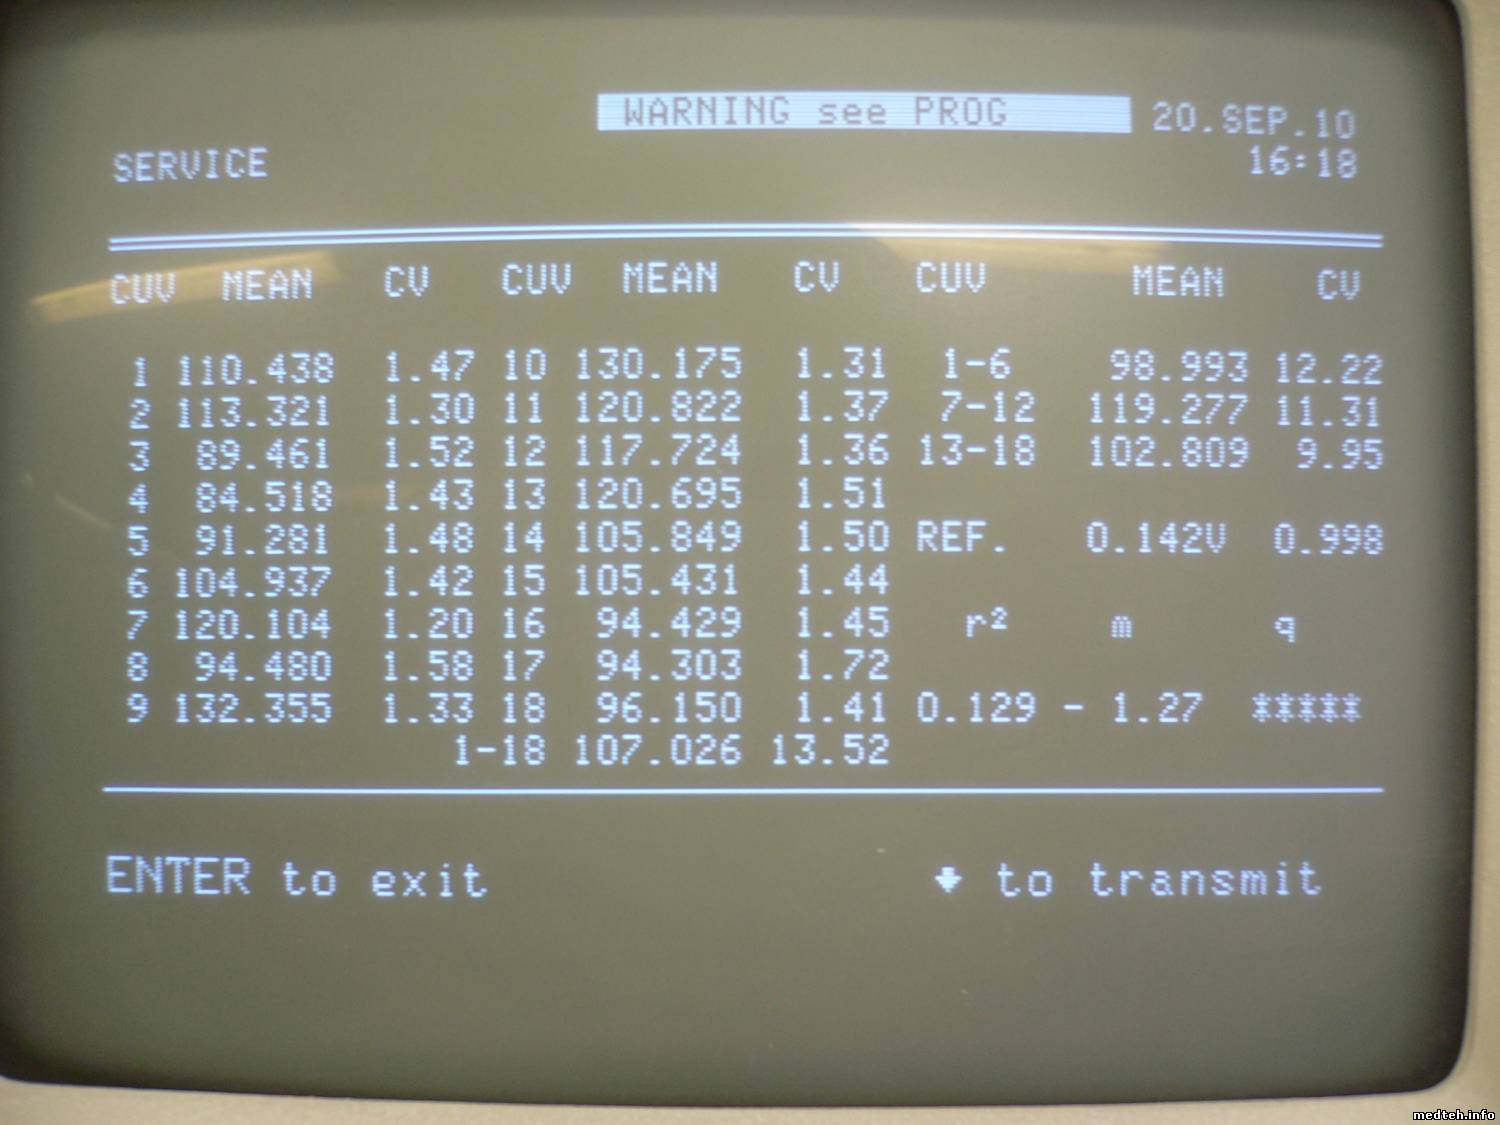 WARNING see PROG 20.SEP.10
SERVICE 16:18
CUV MEAN CV CUV MEAN CV CUV MEAN CV
1 110.438 1.47 10 130.175 1.31 1-6 98.993 12.22
2 113.321 1.30 11 120.822 1.37 7-12 119.277 11.31
3 89.461 1.52 12 117.724 1.36 13-18 102.809 9.95
4 84.518 1.43 13 120.695 1.51
5 91.281 1.48 14 105.849 1.50 REF. 0.142V 0.998
6 104.937 1.42 15 105.431 1.44
7 120.104 1.20 16 94.429 1.45 r² m q
8 94.480 1.58 17 94.303 1.72
9 132.355 1.33 18 96.150 1.41 0.129 - 1.27 *****
1-18 107.026 13.52
ENTER to exit ↓ to transmit
medteh.info